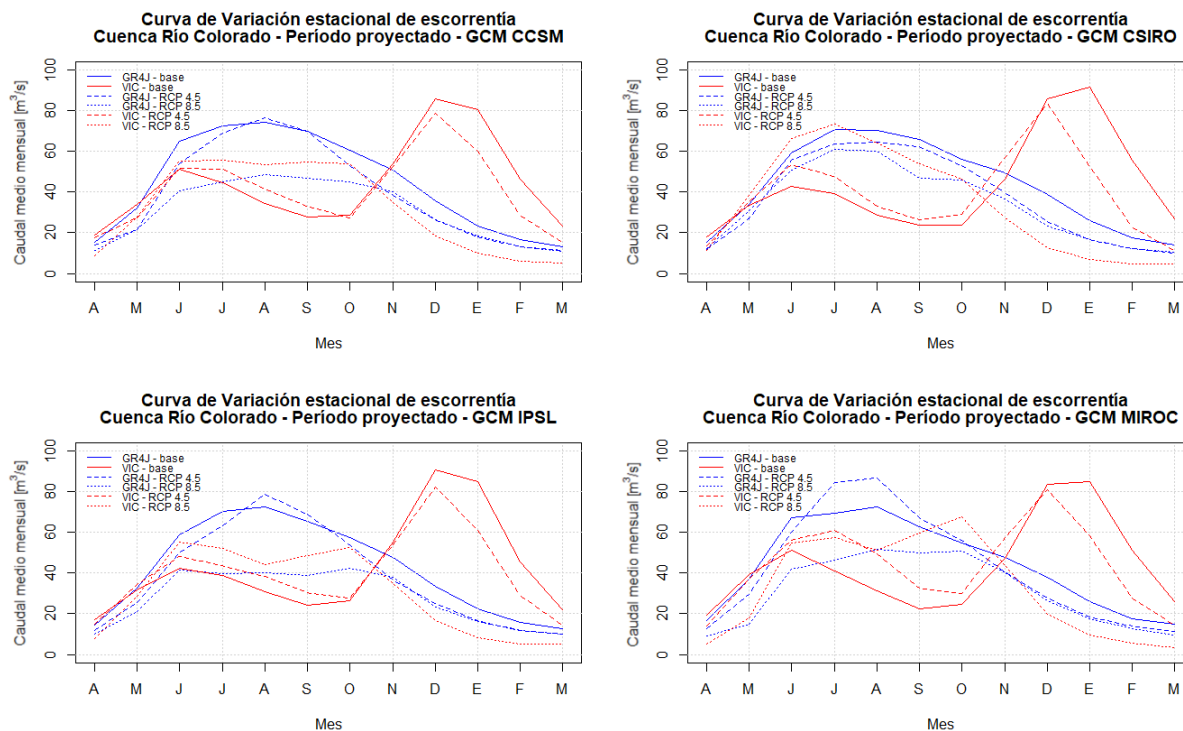 Curva de Variación estacional de escorrentía
Cuenca Río Colorado - Período proyectado - GCM CCSM
Caudal medio mensual [m³/s]
100
80
60
40
20
0
GR4J - base
VIC - base
GR4J - RCP 4.5
GR4J - RCP 8.5
VIC - RCP 4.5
VIC - RCP 8.5
A M J J A S O N D E F M
Mes
Curva de Variación estacional de escorrentía
Cuenca Río Colorado - Período proyectado - GCM CSIRO
Caudal medio mensual [m³/s]
100
80
60
40
20
0
GR4J - base
VIC - base
GR4J - RCP 4.5
GR4J - RCP 8.5
VIC - RCP 4.5
VIC - RCP 8.5
A M J J A S O N D E F M
Mes
Curva de Variación estacional de escorrentía
Cuenca Río Colorado - Período proyectado - GCM IPSL
Caudal medio mensual [m³/s]
100
80
60
40
20
0
GR4J - base
VIC - base
GR4J - RCP 4.5
GR4J - RCP 8.5
VIC - RCP 4.5
VIC - RCP 8.5
A M J J A S O N D E F M
Mes
Curva de Variación estacional de escorrentía
Cuenca Río Colorado - Período proyectado - GCM MIROC
Caudal medio mensual [m³/s]
100
80
60
40
20
0
GR4J - base
VIC - base
GR4J - RCP 4.5
GR4J - RCP 8.5
VIC - RCP 4.5
VIC - RCP 8.5
A M J J A S O N D E F M
Mes